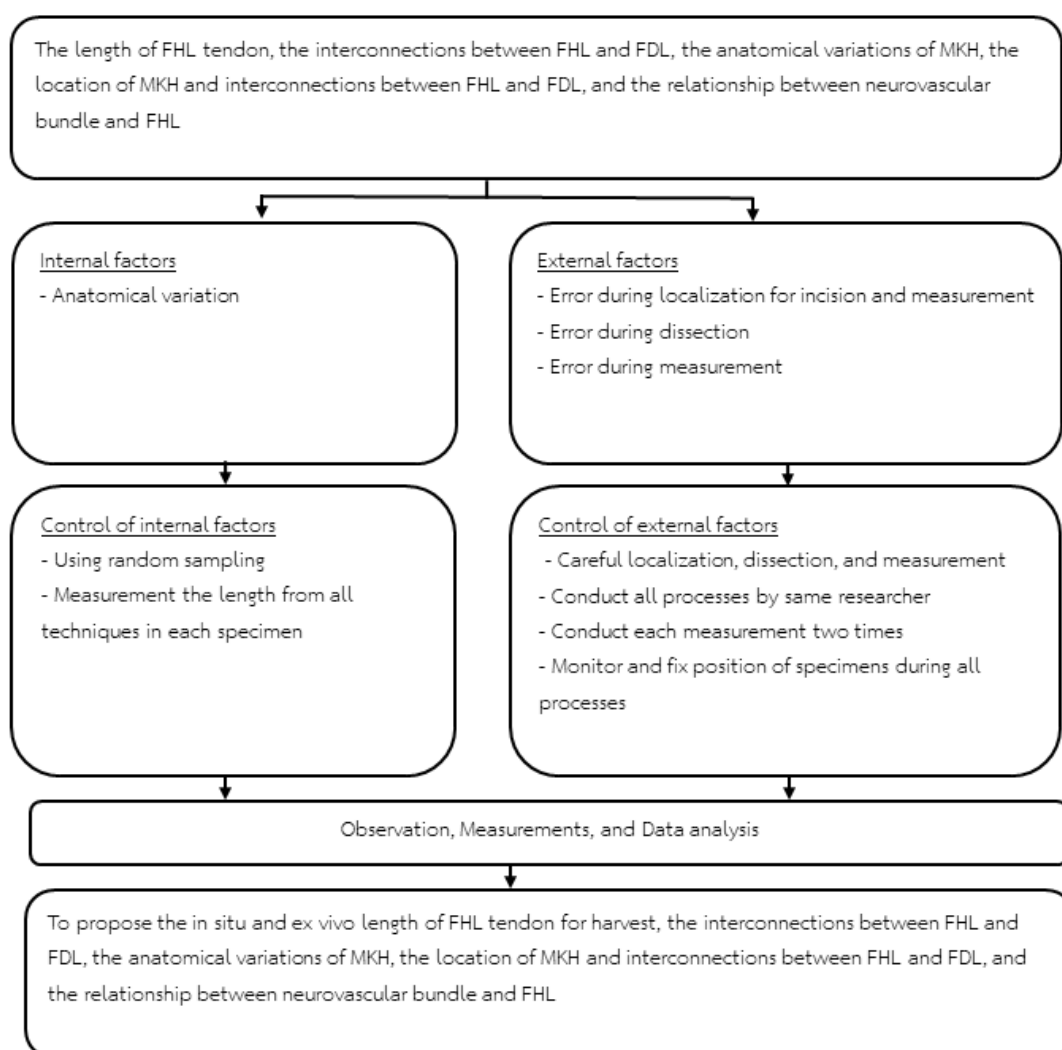 The length of FHL tendon, the interconnections between FHL and FDL, the anatomical variations of MKH, the
location of MKH and interconnections between FHL and FDL, and the relationship between neurovascular
bundle and FHL
Internal factors
- Anatomical variation
External factors
- Error during localization for incision and measurement
- Error during dissection
- Error during measurement
Control of internal factors
- Using random sampling
- Measurement the length from all
techniques in each specimen
Control of external factors
- Careful localization, dissection, and measurement
- Conduct all processes by same researcher
- Conduct each measurement two times
- Monitor and fix position of specimens during all
processes
Observation, Measurements, and Data analysis
To propose the in situ and ex vivo length of FHL tendon for harvest, the interconnections between FHL and
FDL, the anatomical variations of MKH, the location of MKH and interconnections between FHL and FDL, and
the relationship between neurovascular bundle and FHL